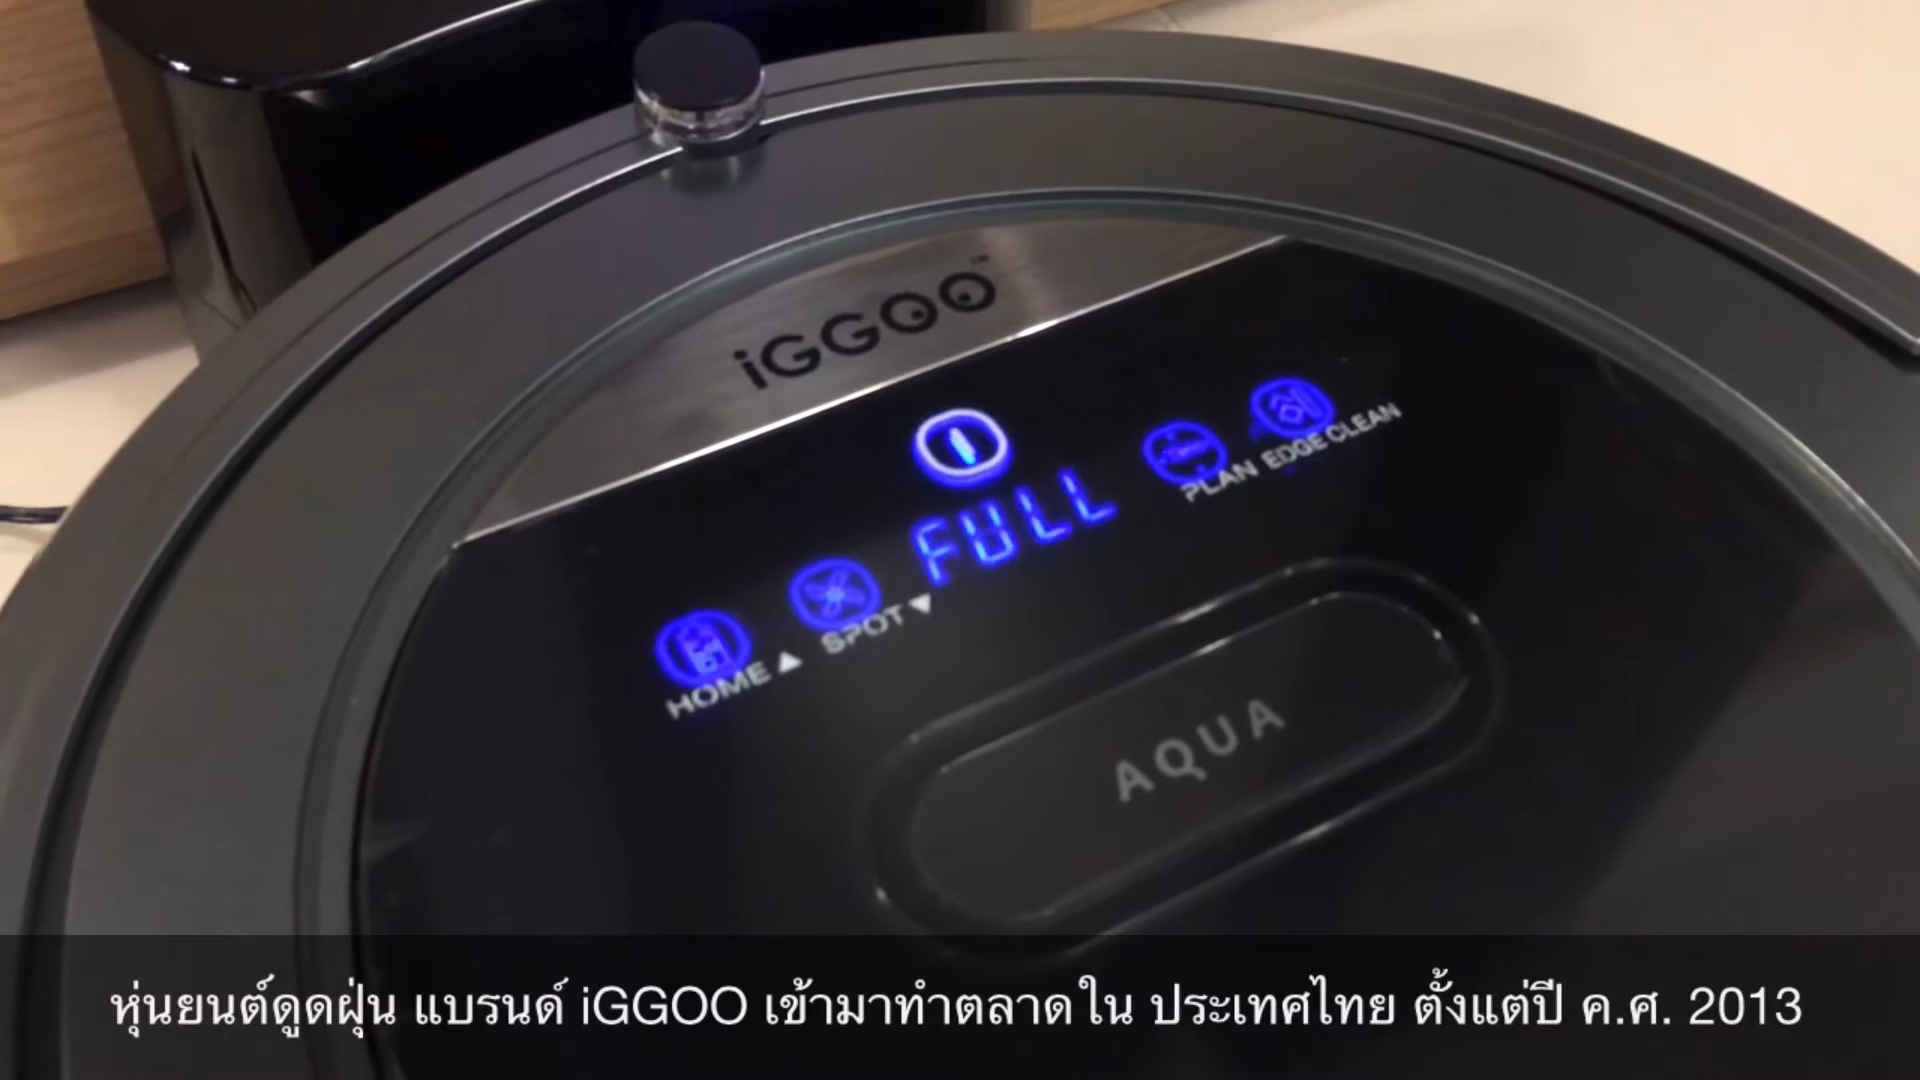 iGGOO™
FULL
PLAN EDGE CLEAN
HOME ▲ SPOT ▼
AQUA
หุ่นยนต์ดูดฝุ่น แบรนด์ iGGOO เข้ามาทำตลาดใน ประเทศไทย ตั้งแต่ปี ค.ศ. 2013